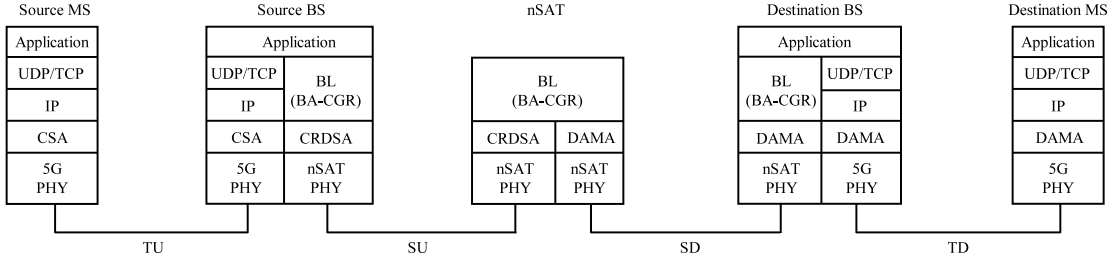 Source MS
Source BS
nSAT
Destination BS
Destination MS
Application
UDP/TCP
IP
CSA
5G
PHY
Application
UDP/TCP
IP
CSA
5G
PHY
BL
(BA-CGR)
CRDSA
nSAT
PHY
BL
(BA-CGR)
CRDSA
nSAT
PHY
DAMA
nSAT
PHY
Application
BL
(BA-CGR)
DAMA
nSAT
PHY
UDP/TCP
IP
DAMA
5G
PHY
Application
UDP/TCP
IP
DAMA
5G
PHY
TU
SU
SD
TD